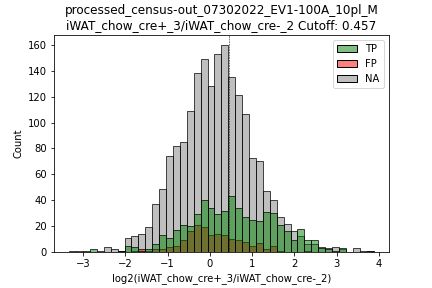 processed_census-out_07302022_EV1-100A_10pl_M
iWAT_chow_cre+_3/iWAT_chow_cre-_2 Cutoff: 0.457
TP
FP
NA
Count
160
140
120
100
80
60
40
20
0
−3 −2 −1 0 1 2 3 4
log2(iWAT_chow_cre+_3/iWAT_chow_cre-_2)